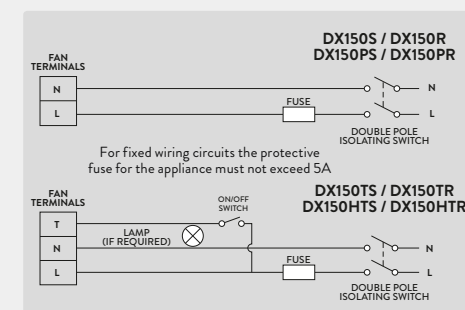 DX150S / DX150R
DX150PS / DX150PR
FAN
TERMINALS
N
L
FUSE
N
L
DOUBLE POLE
ISOLATING SWITCH
For fixed wiring circuits the protective
fuse for the appliance must not exceed 5A
DX150TS / DX150TR
DX150HTS / DX150HTR
FAN
TERMINALS
ON/OFF
SWITCH
T
LAMP
(IF REQUIRED)
N
L
FUSE
N
L
DOUBLE POLE
ISOLATING SWITCH